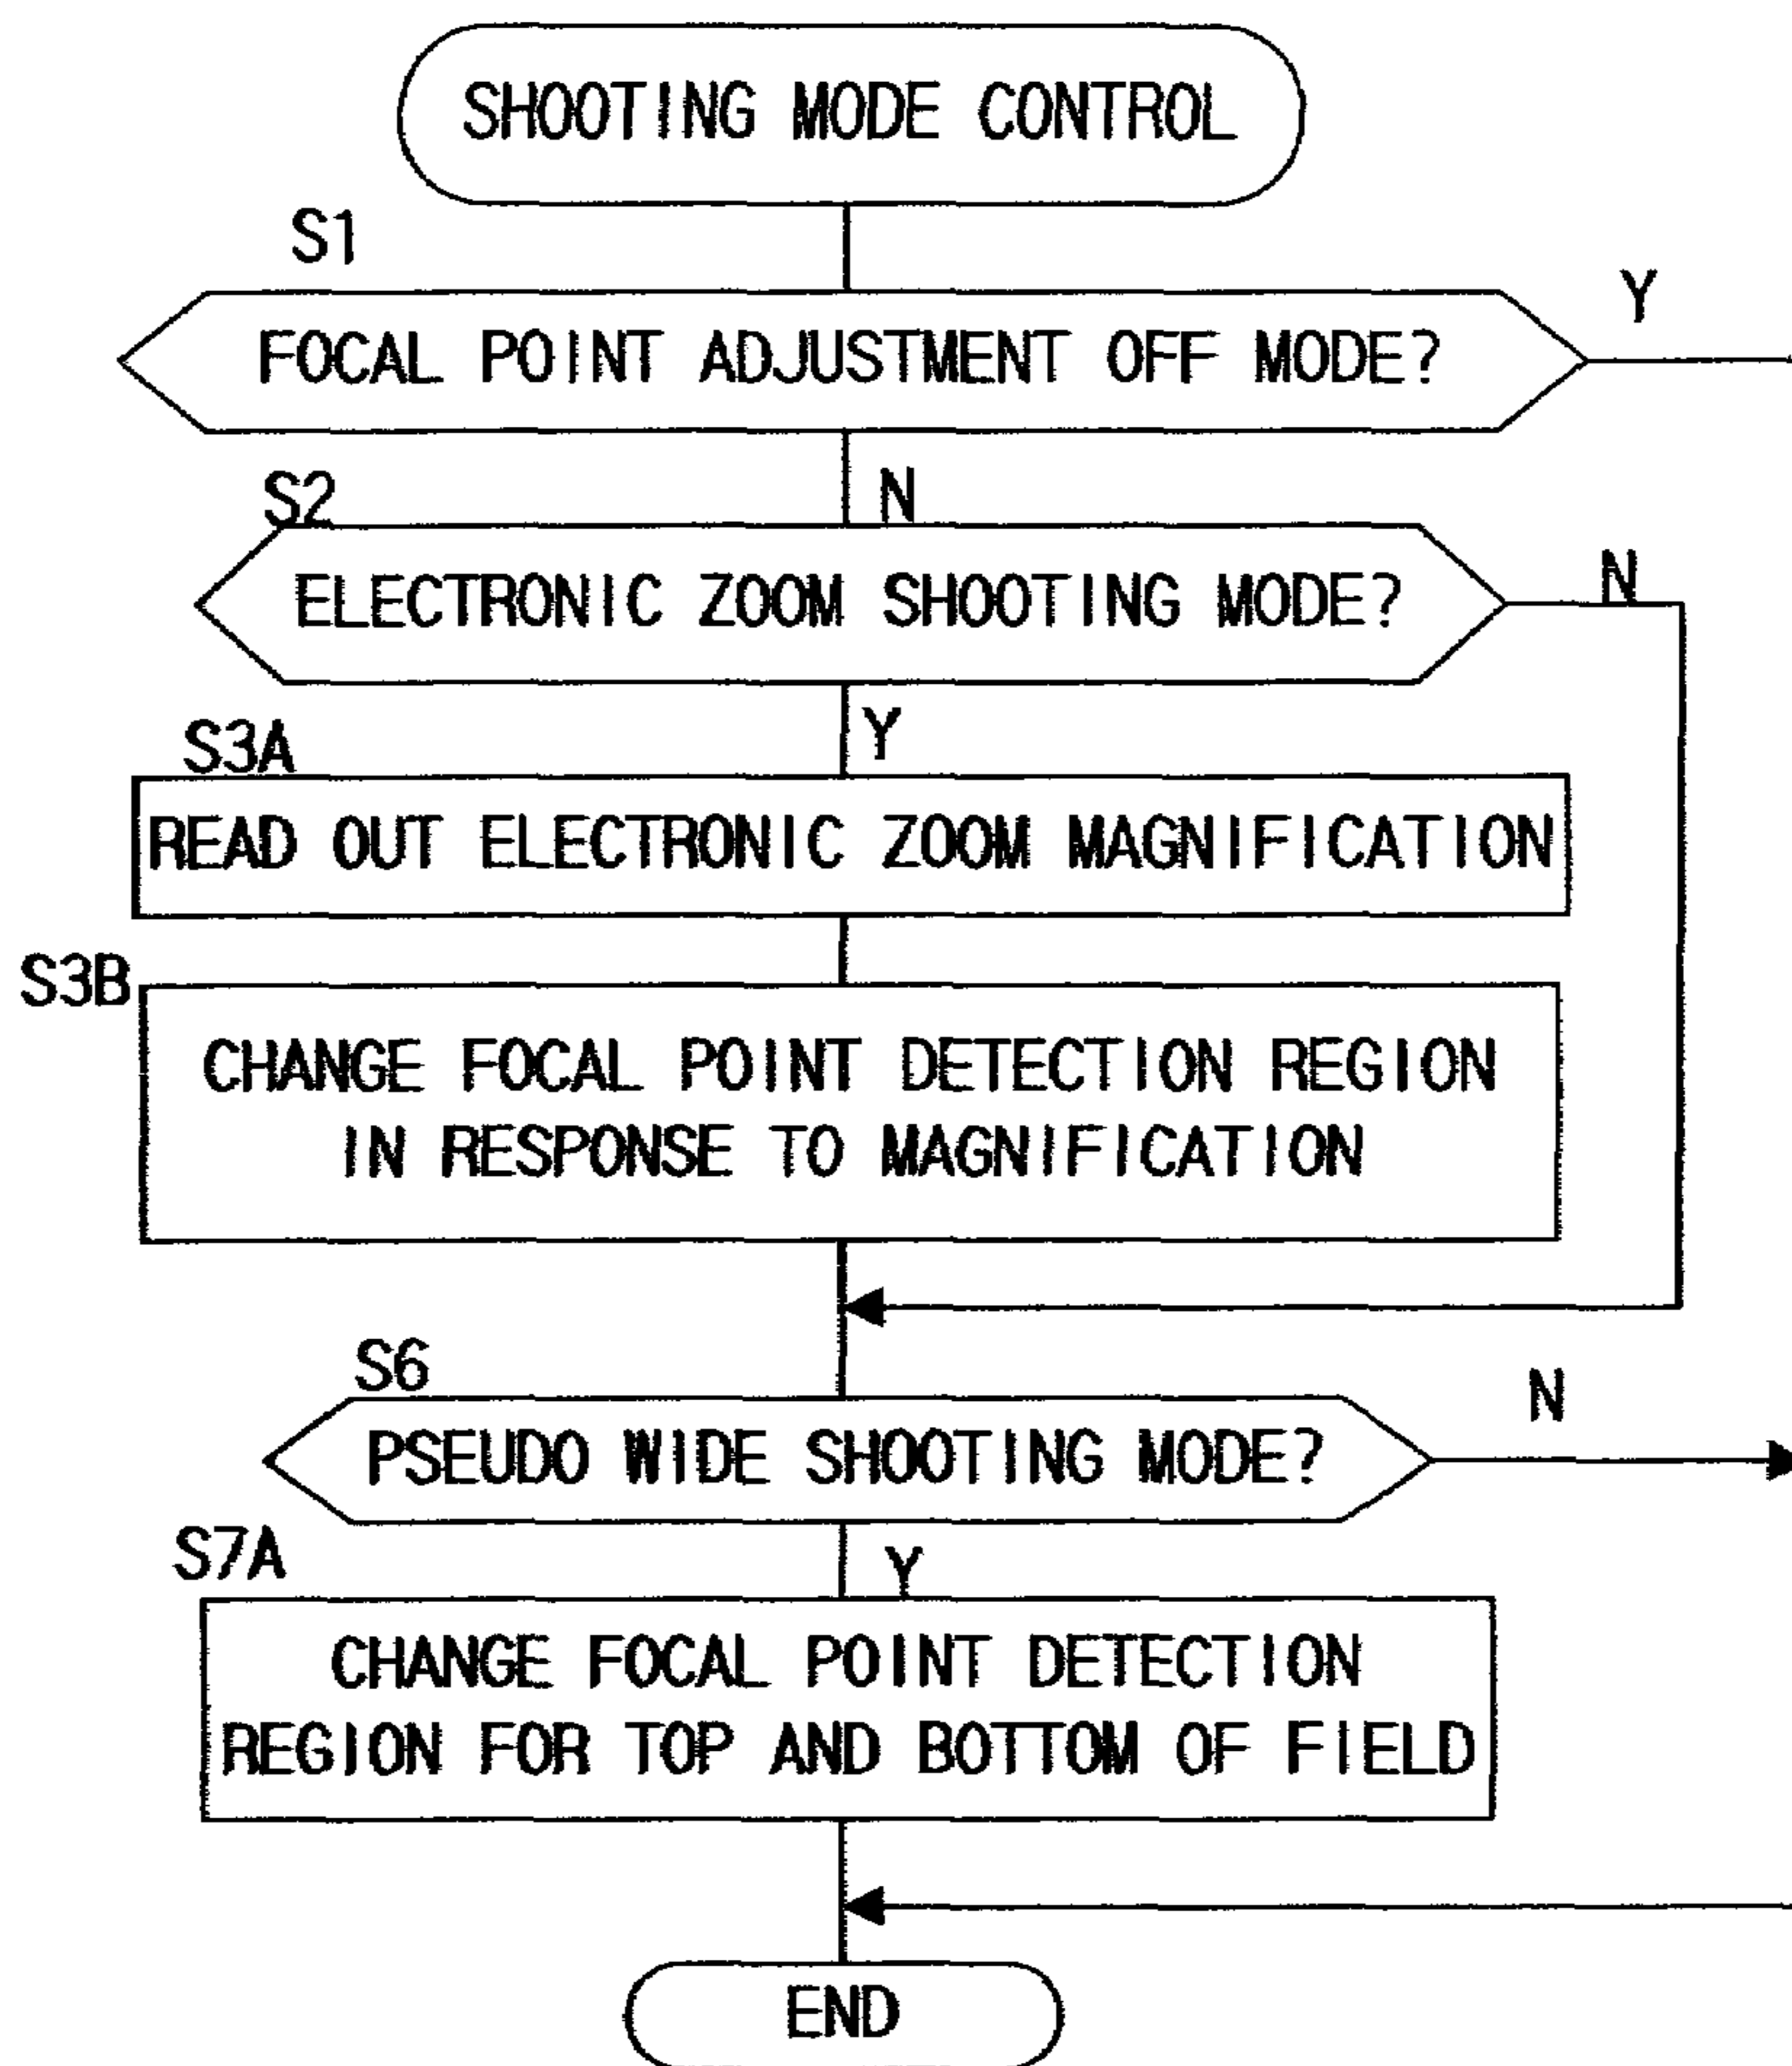 SHOOTING MODE CONTROL
S1
FOCAL POINT ADJUSTMENT OFF MODE?
Y
N
S2
ELECTRONIC ZOOM SHOOTING MODE?
N
Y
S3A
READ OUT ELECTRONIC ZOOM MAGNIFICATION
S3B
CHANGE FOCAL POINT DETECTION REGION
IN RESPONSE TO MAGNIFICATION
S6
PSEUDO WIDE SHOOTING MODE?
N
Y
S7A
CHANGE FOCAL POINT DETECTION
REGION FOR TOP AND BOTTOM OF FIELD
END